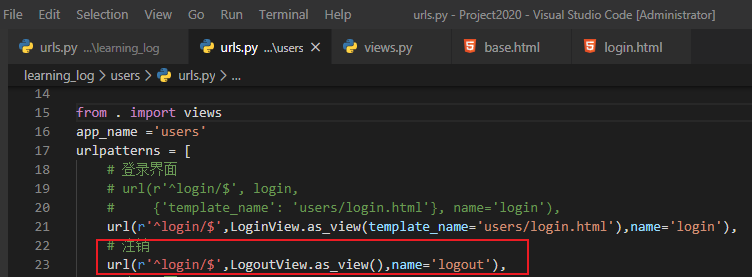 File Edit Selection View Go Run Terminal Help urls.py - Project2020 - Visual Studio Code [Administrator]
urls.py ...\learning_log urls.py ...\users × views.py base.html login.html
learning_log > users > urls.py > ...
14
15 from . import views
16 app_name ='users'
17 urlpatterns = [
18 # 登录界面
19 # url(r'^login/$', login,
20 # {'template_name': 'users/login.html'}, name='login'),
21 url(r'^login/$',LoginView.as_view(template_name='users/login.html'),name='login'),
22 # 注销
23 url(r'^login/$',LogoutView.as_view(),name='logout'),